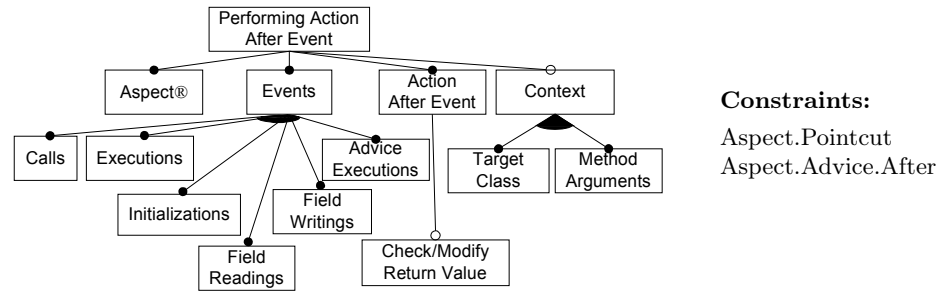 Performing Action
After Event
Aspect®
Events
Action
After Event
Context
Calls
Executions
Advice
Executions
Target
Class
Method
Arguments
Initializations
Field
Writings
Field
Readings
Check/Modify
Return Value
Constraints:
Aspect.Pointcut
Aspect.Advice.After